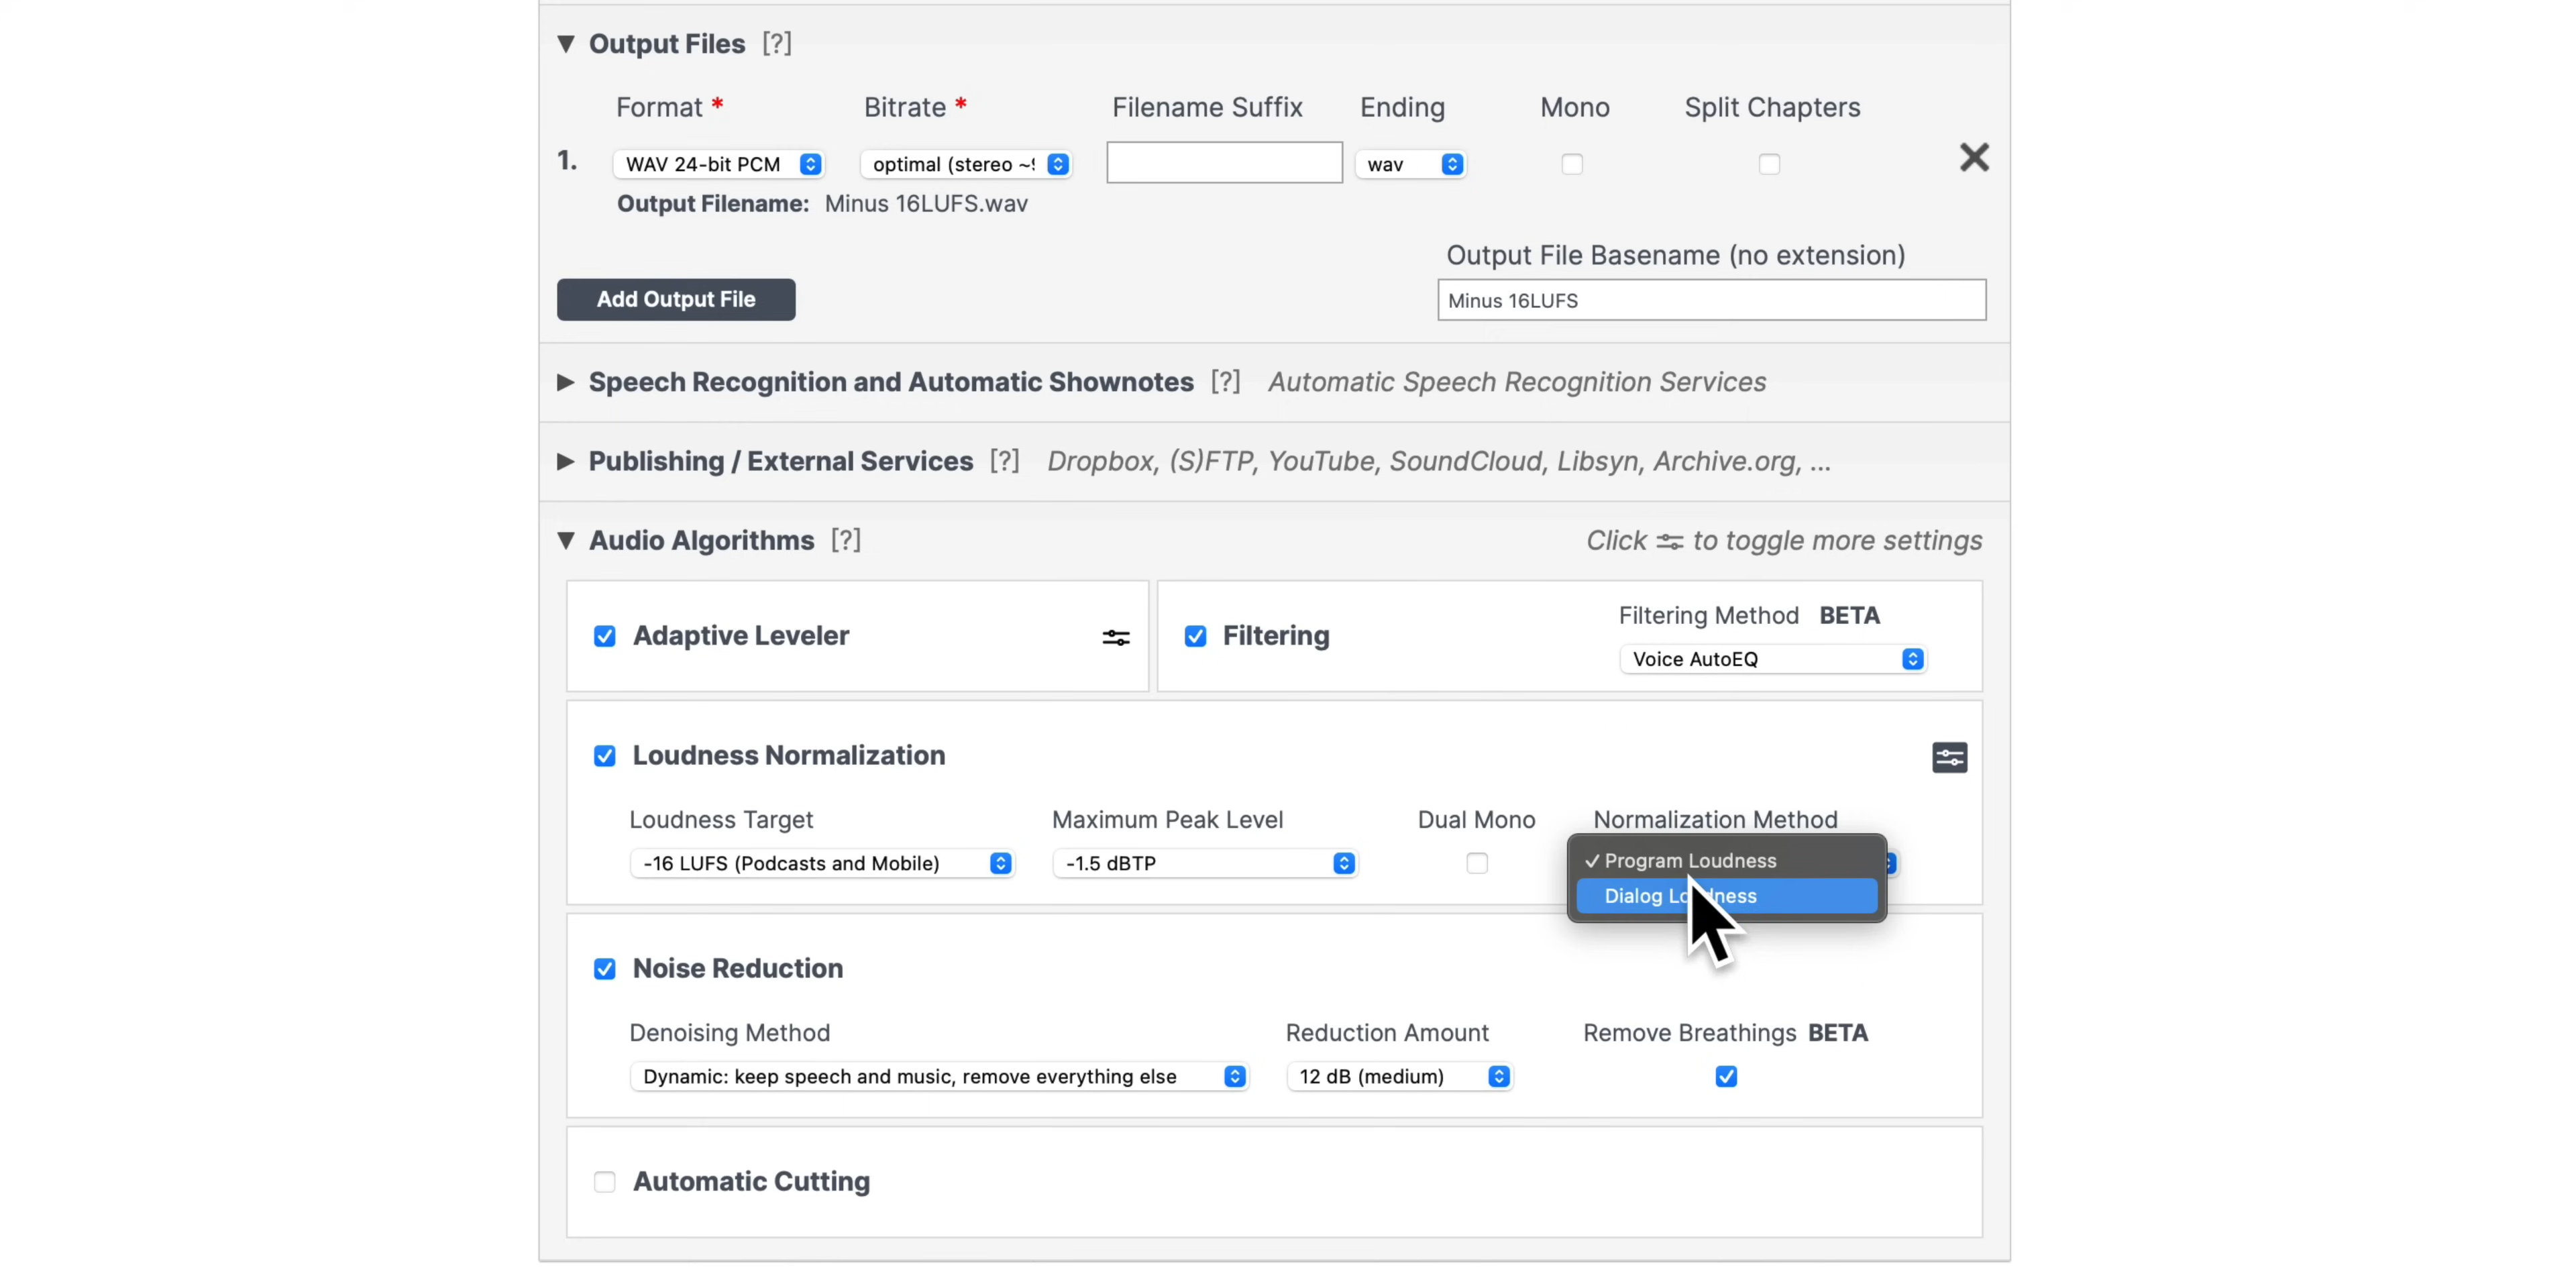 Output Files [?]
Format * Bitrate * Filename Suffix Ending Mono Split Chapters
1. WAV 24-bit PCM optimal (stereo ~ wav
Output Filename: Minus 16LUFS.wav
Output File Basename (no extension)
Add Output File Minus 16LUFS
Speech Recognition and Automatic Shownotes [?] Automatic Speech Recognition Services
Publishing / External Services [?] Dropbox, (S)FTP, YouTube, SoundCloud, Libsyn, Archive.org, ...
Audio Algorithms [?] Click to toggle more settings
Filtering Method BETA
Adaptive Leveler Filtering
Voice AutoEQ
Loudness Normalization
Loudness Target Maximum Peak Level Dual Mono Normalization Method
-16 LUFS (Podcasts and Mobile) -1.5 dBTP ✓ Program Loudness
Dialog Loudness
Noise Reduction
Denoising Method Reduction Amount Remove Breathings BETA
Dynamic: keep speech and music, remove everything else 12 dB (medium)
Automatic Cutting